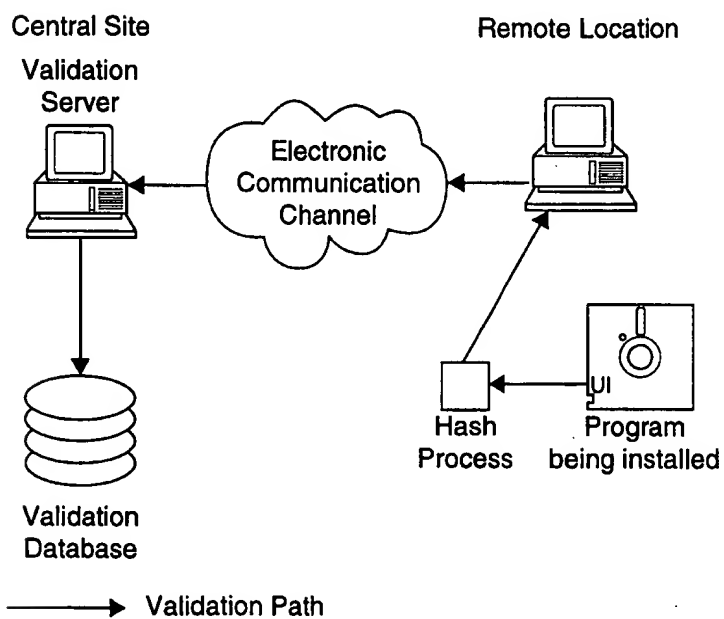 Central Site
Remote Location
Validation
Server
Electronic
Communication
Channel
UI
Hash
Process
Program
being installed
Validation
Database
Validation Path